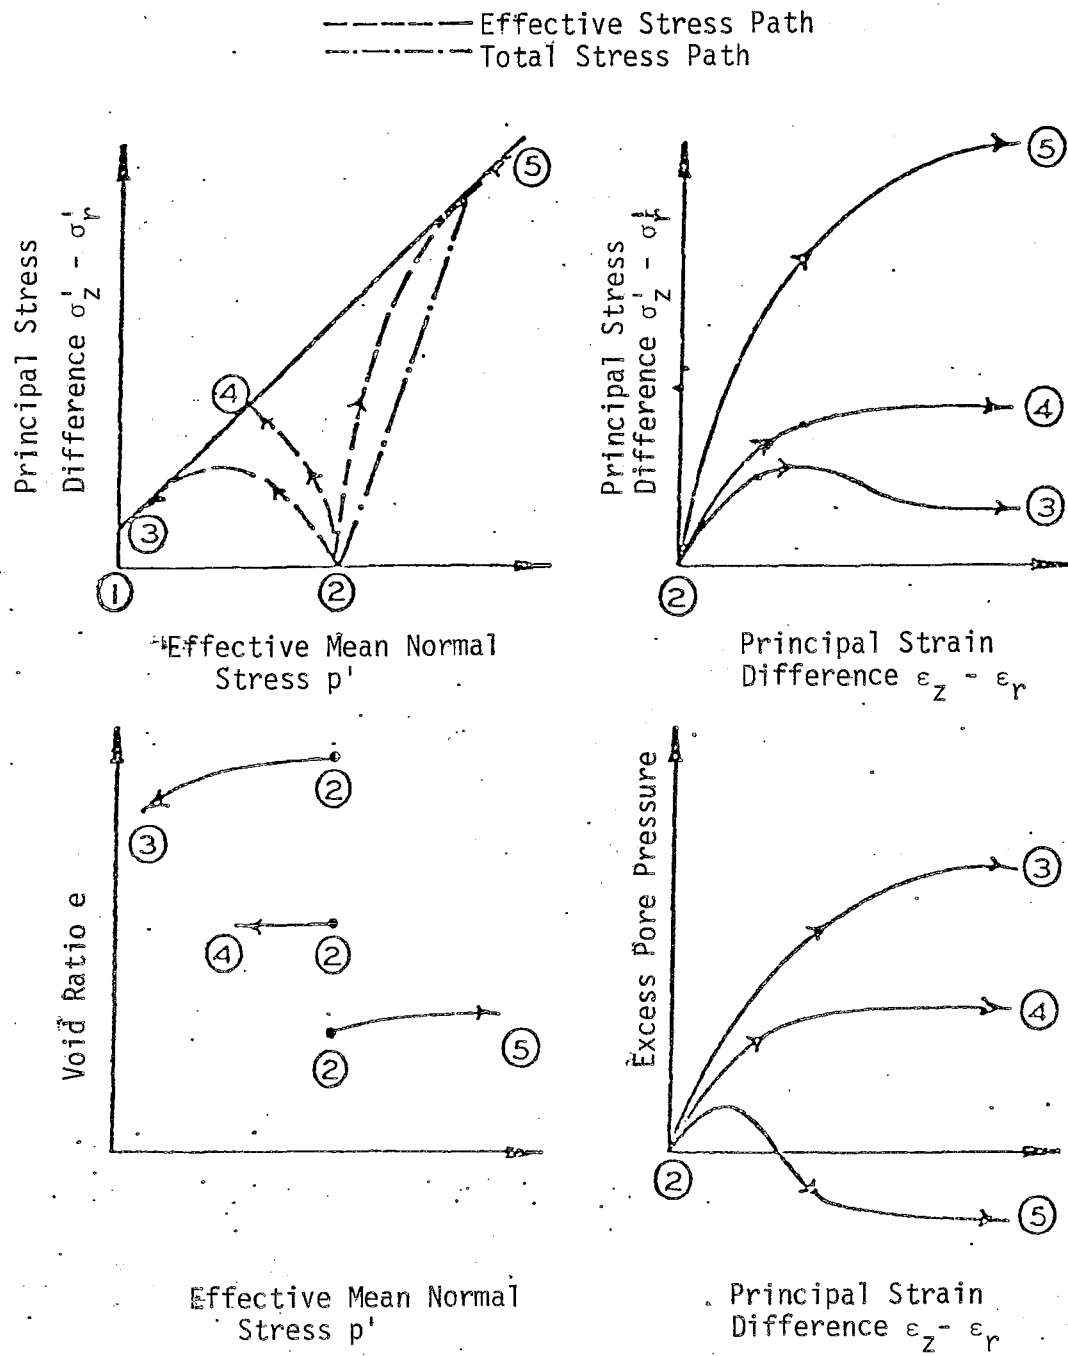 Effective Stress Path
Total Stress Path
Principal Stress
Difference σ'z - σ'r
5
4
3
1
2
Effective Mean Normal
Stress p'
Principal Stress
Difference σ'z - σ'r
5
4
3
2
Principal Strain
Difference εz - εr
Void Ratio e
2
3
4
2
2
5
Effective Mean Normal
Stress p'
Excess Pore Pressure
3
4
2
5
Principal Strain
Difference εz- εr